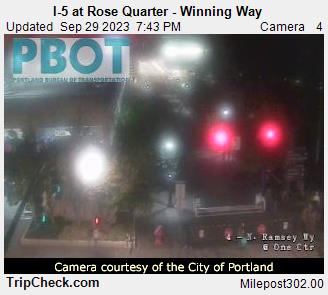 I-5 at Rose Quarter - Winning Way
Updated Sep 29 2023 7:43 PM Camera 4
PBOT
PORTLAND BUREAU OF TRANSPORTATION
4 - N. Ramsey Wy
@ One Ctr
Camera courtesy of the City of Portland
TripCheck.com Milepost302.00